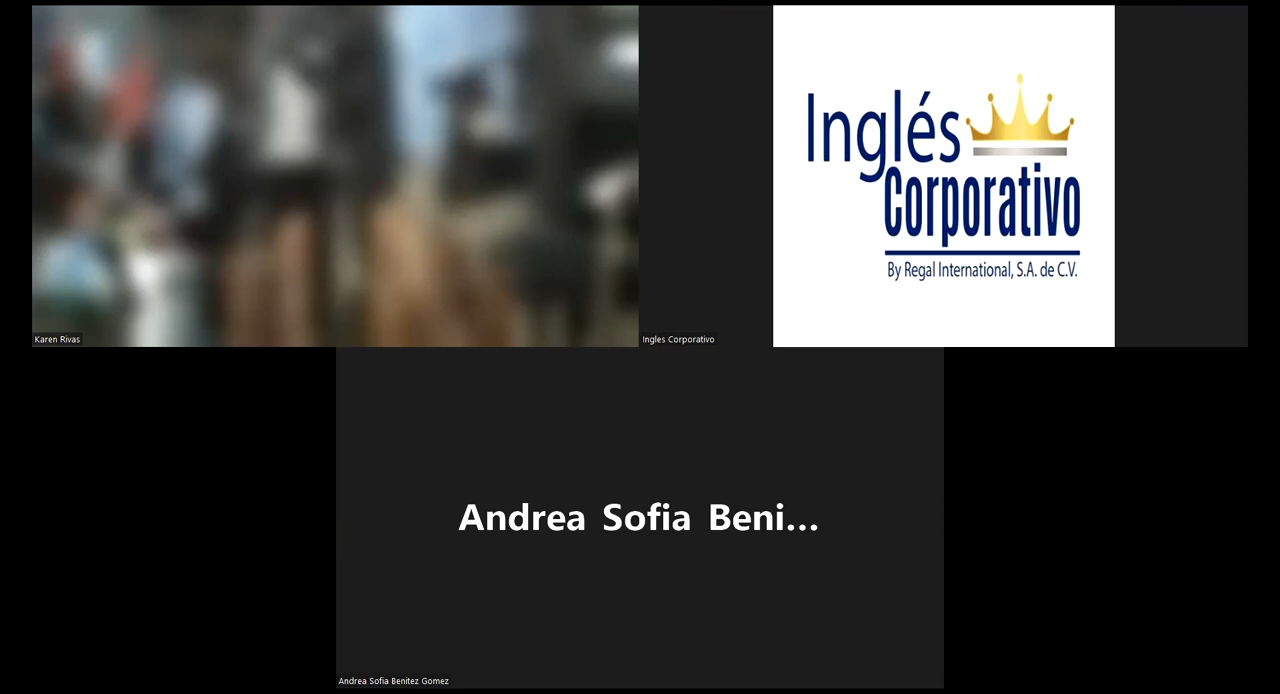 Inglés
Corporativo
By Regal International, S.A. de C.V.
Karen Rivas
Ingles Corporativo
Andrea Sofia Beni...
Andrea Sofia Benitez Gomez